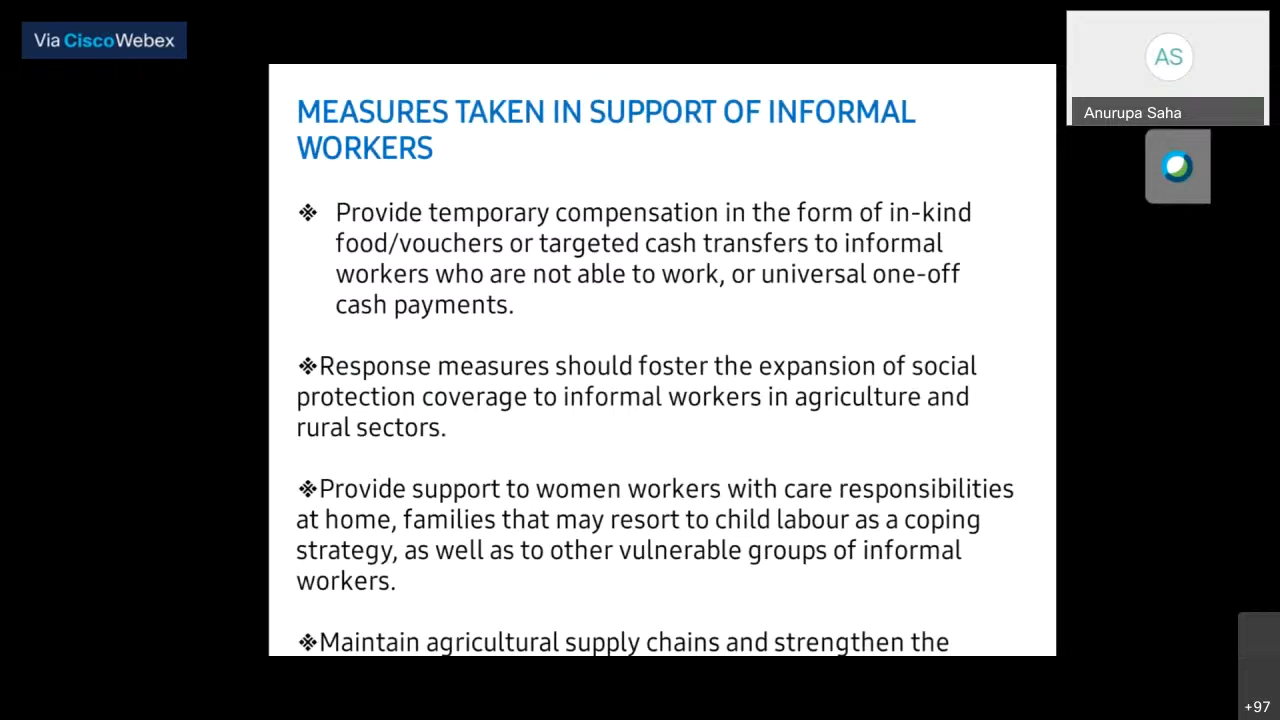 Via CiscoWebex
AS
Anurupa Saha
MEASURES TAKEN IN SUPPORT OF INFORMAL
WORKERS
❖ Provide temporary compensation in the form of in-kind
food/vouchers or targeted cash transfers to informal
workers who are not able to work, or universal one-off
cash payments.
❖Response measures should foster the expansion of social
protection coverage to informal workers in agriculture and
rural sectors.
❖Provide support to women workers with care responsibilities
at home, families that may resort to child labour as a coping
strategy, as well as to other vulnerable groups of informal
workers.
❖Maintain agricultural supply chains and strengthen the
+97